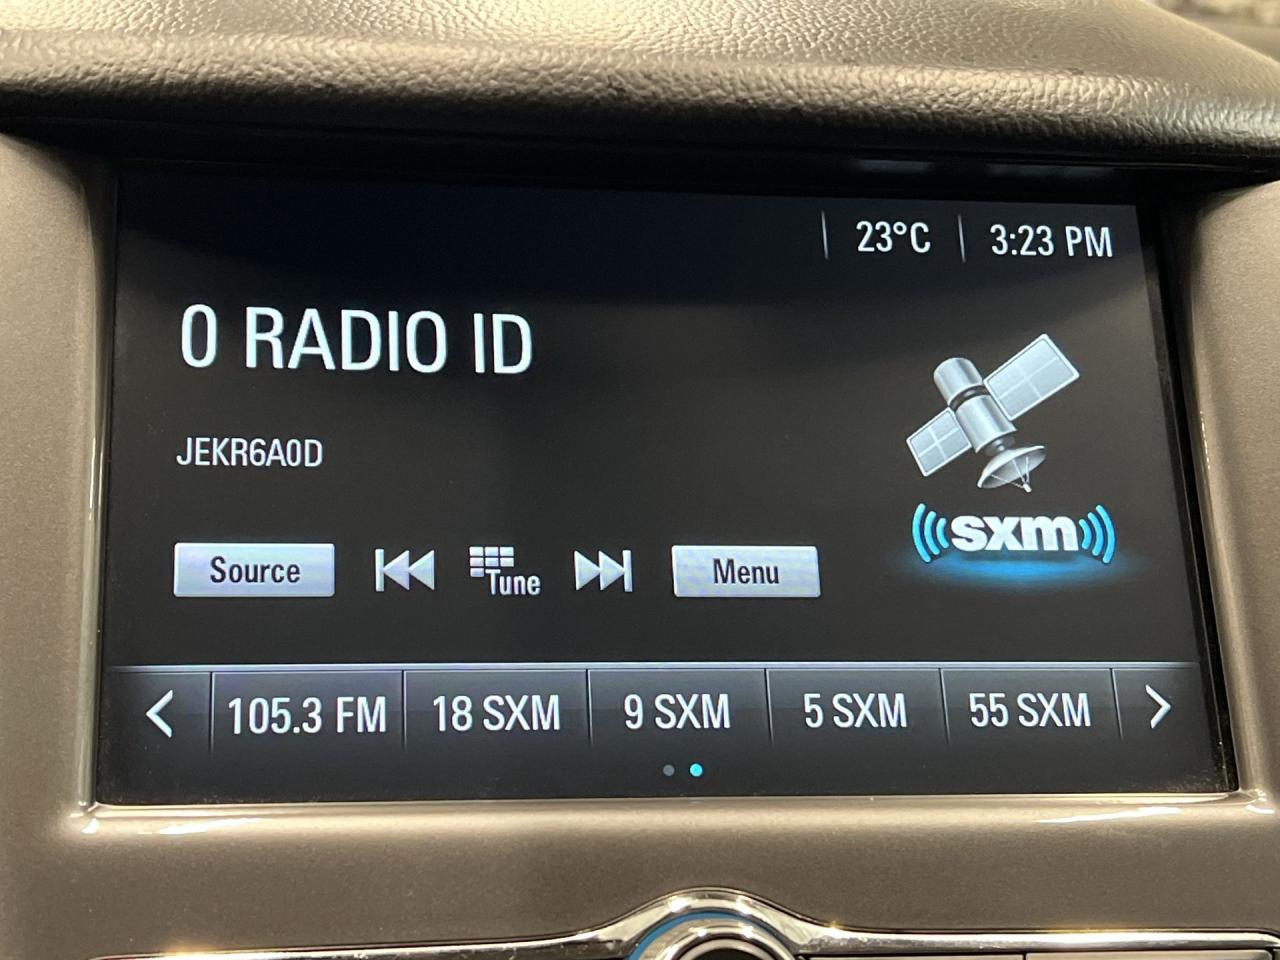 23°C 3:23 PM
0 RADIO ID
JEKR6A0D
sxm
Source Tune Menu
105.3 FM 18 SXM 9 SXM 5 SXM 55 SXM